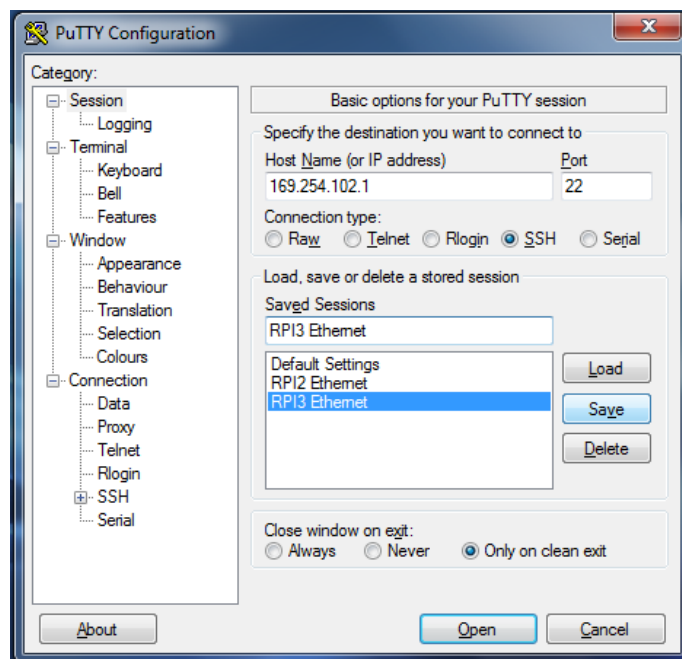 PuTTY Configuration
Category:
Session
Logging
Terminal
Keyboard
Bell
Features
Window
Appearance
Behaviour
Translation
Selection
Colours
Connection
Data
Proxy
Telnet
Rlogin
SSH
Serial
Basic options for your PuTTY session
Specify the destination you want to connect to
Host Name (or IP address) Port
169.254.102.1 22
Connection type:
Raw Telnet Rlogin SSH Serial
Load, save or delete a stored session
Saved Sessions
RPI3 Ethernet
Default Settings
RPI2 Ethernet
RPI3 Ethernet
Load
Save
Delete
Close window on exit:
Always Never Only on clean exit
About Open Cancel